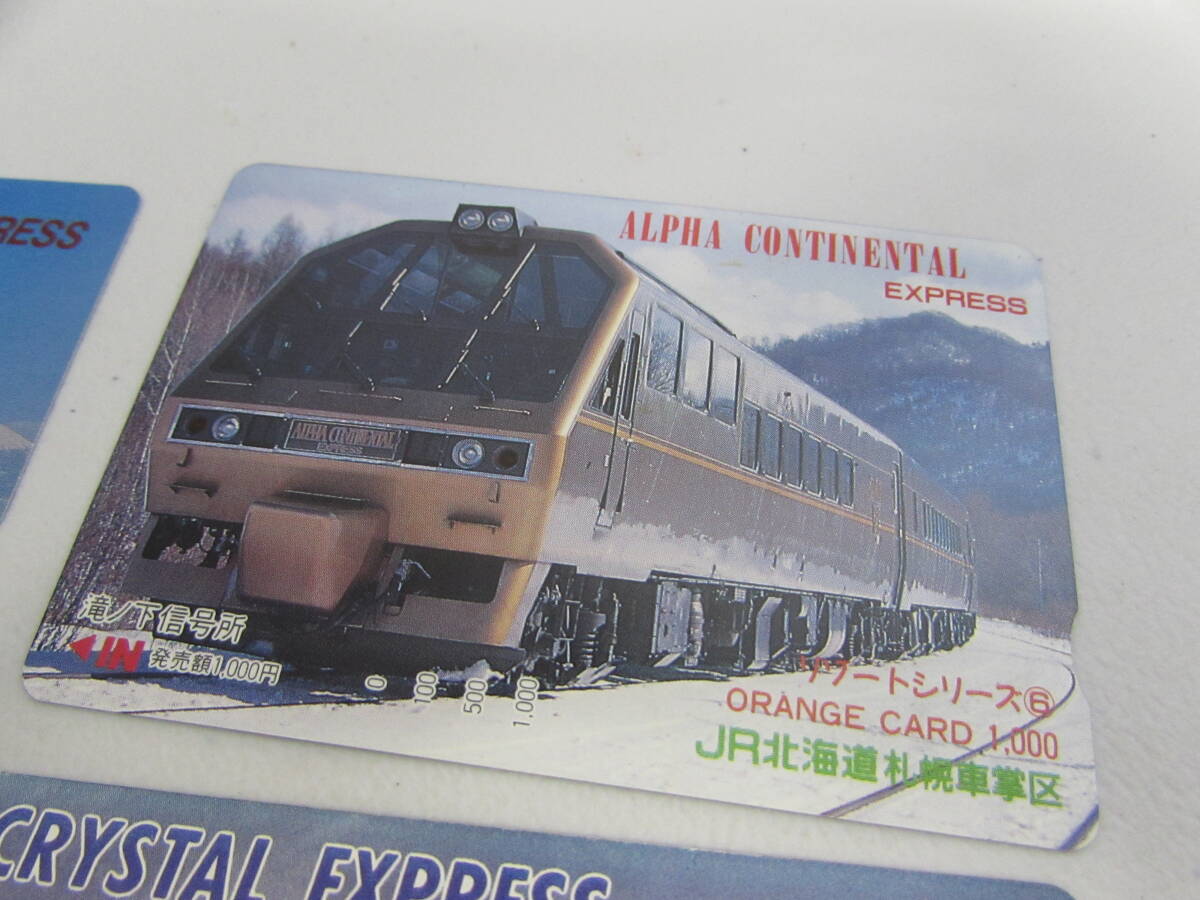 RESS
ALPHA CONTINENTAL
EXPRESS
ALPHA CONTINENTAL
EXPRESS
滝ノ下信号所
IN 発売額1,000円
0 100 500 1,000
リゾートシリーズ⑥
ORANGE CARD 1,000
JR北海道札幌車掌区
CRYSTAL EXPRESS